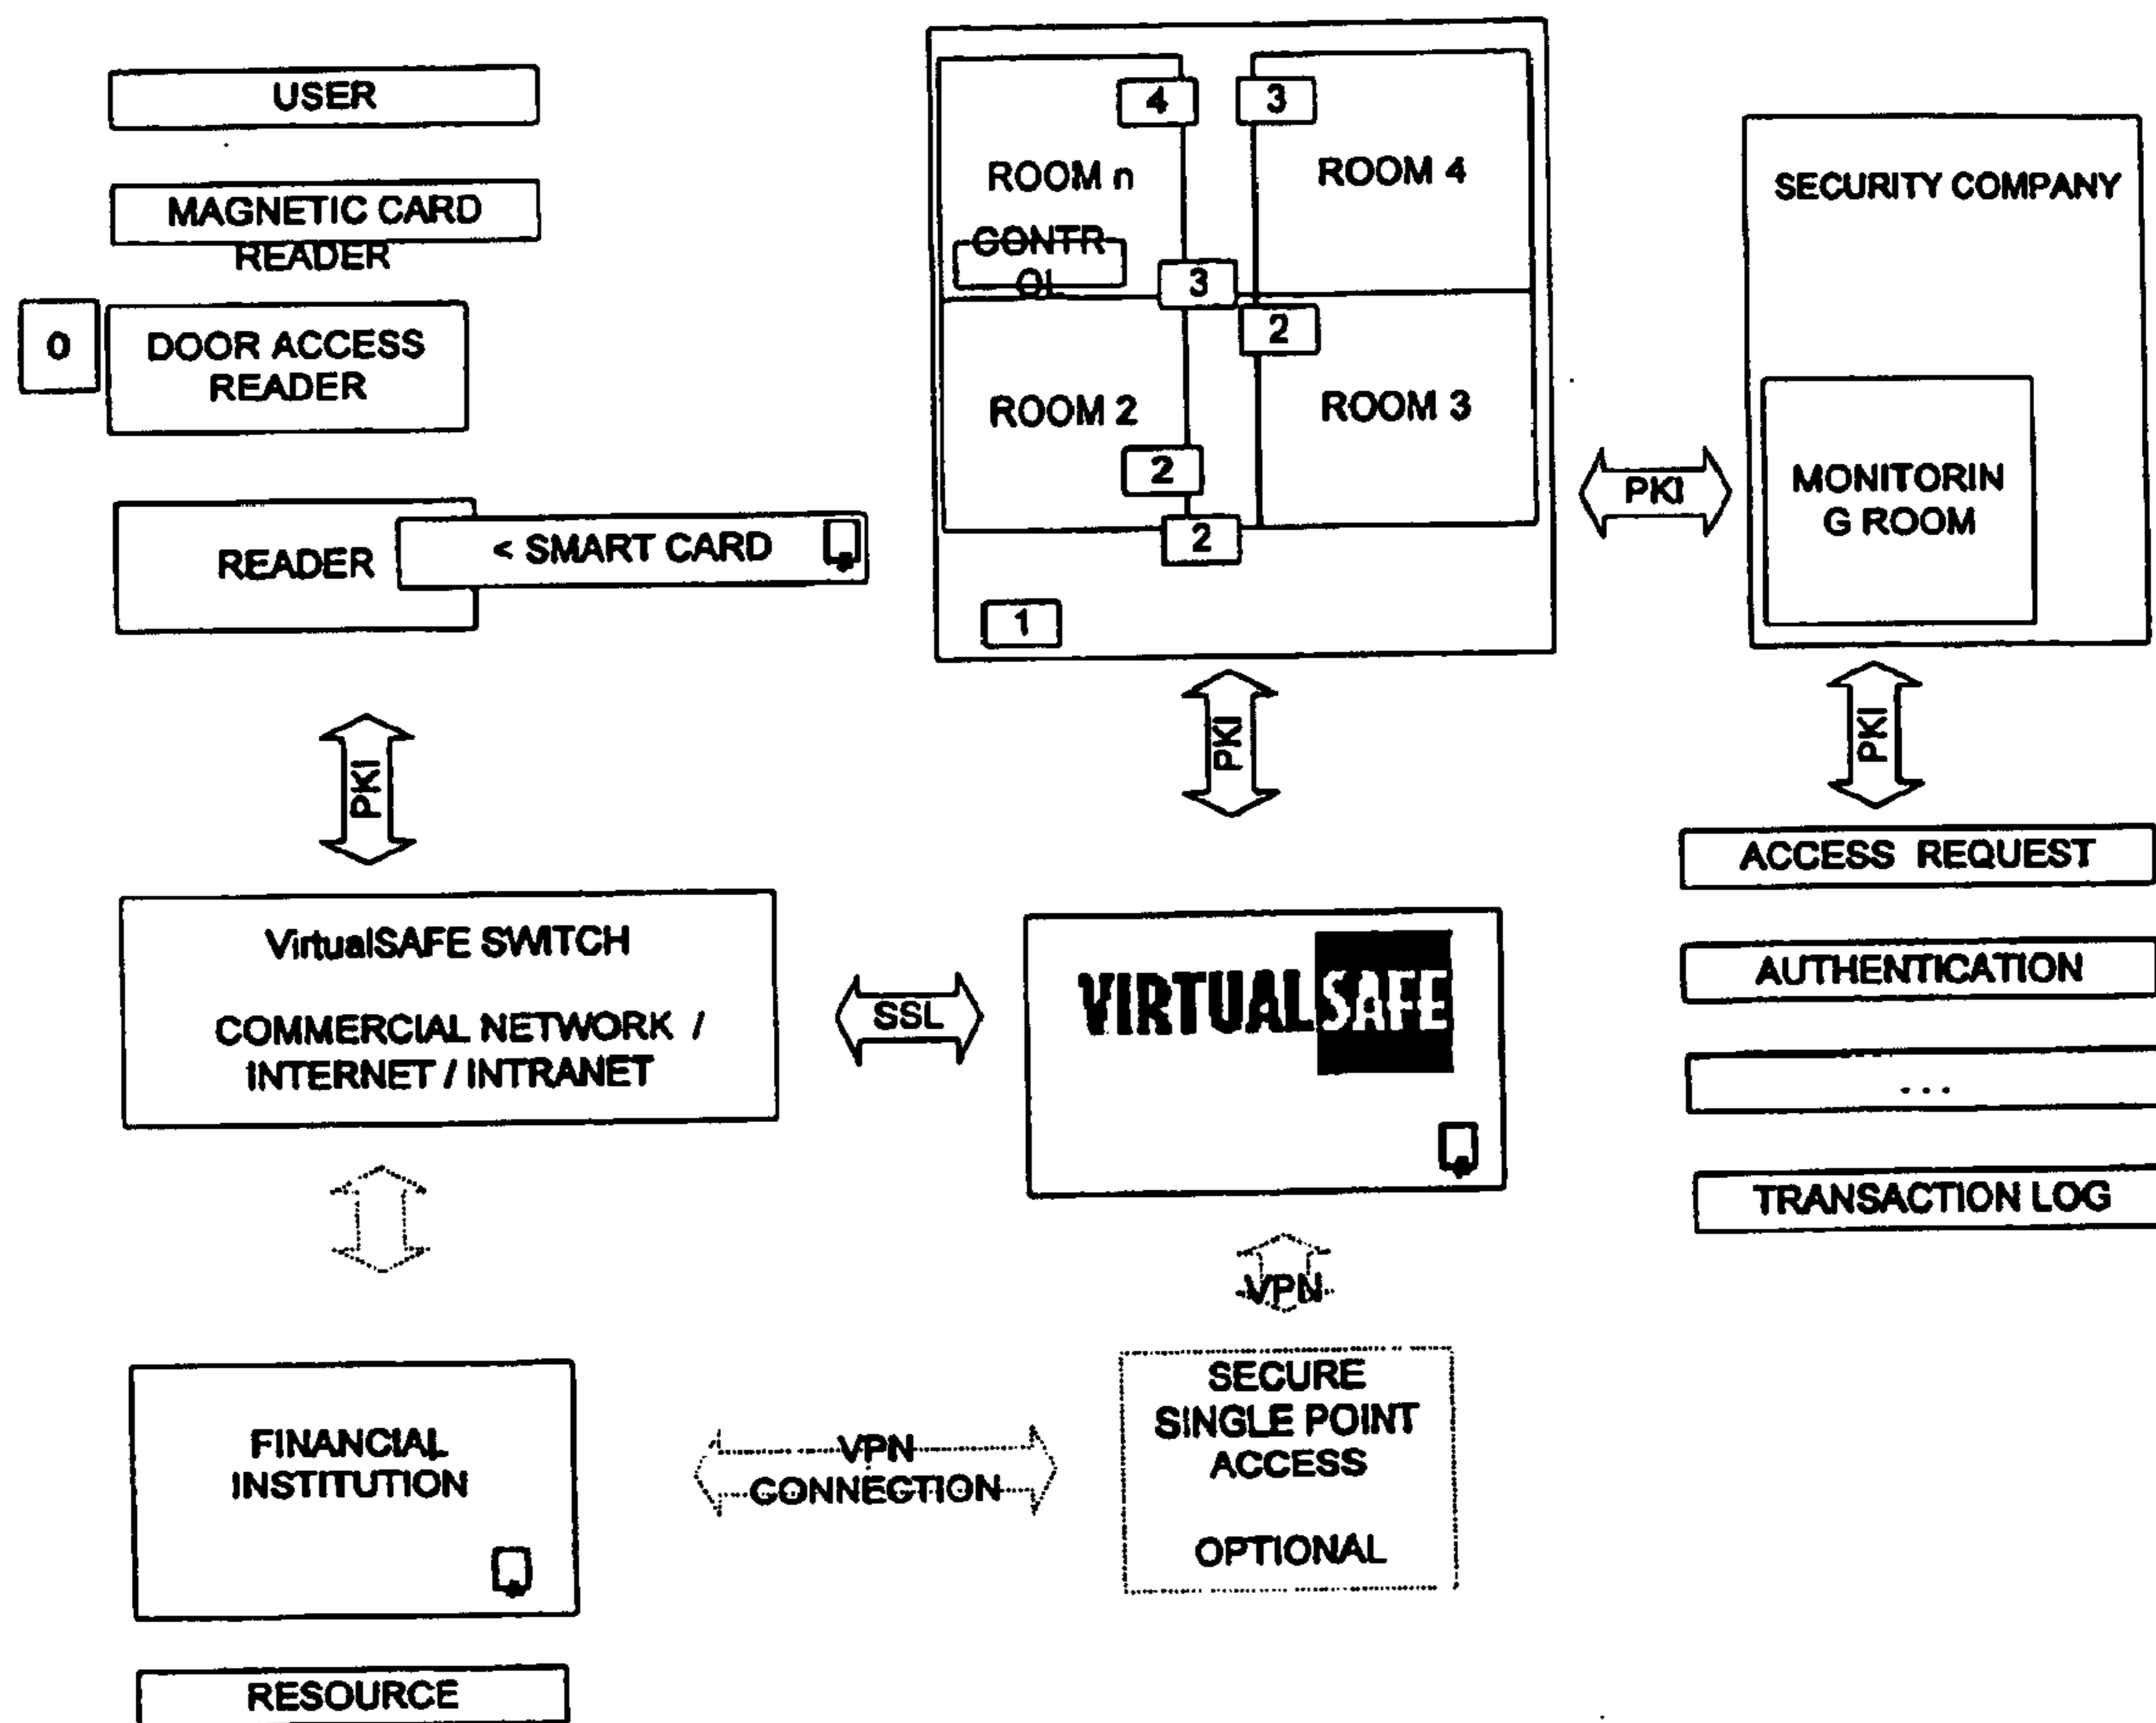 USER
MAGNETIC CARD
READER
0
DOOR ACCESS
READER
READER
< SMART CARD
PKI
VirtualSAFE SWITCH
COMMERCIAL NETWORK /
INTERNET / INTRANET
FINANCIAL
INSTITUTION
RESOURCE
4
3
ROOM n
ROOM 4
CONTR
OL
3
2
ROOM 2
ROOM 3
2
2
1
PKI
SSL
VIRTUALSAFE
VPN
VPN
CONNECTION
SECURE
SINGLE POINT
ACCESS
OPTIONAL
PKI
SECURITY COMPANY
MONITORIN
G ROOM
PKI
ACCESS REQUEST
AUTHENTICATION
...
TRANSACTION LOG